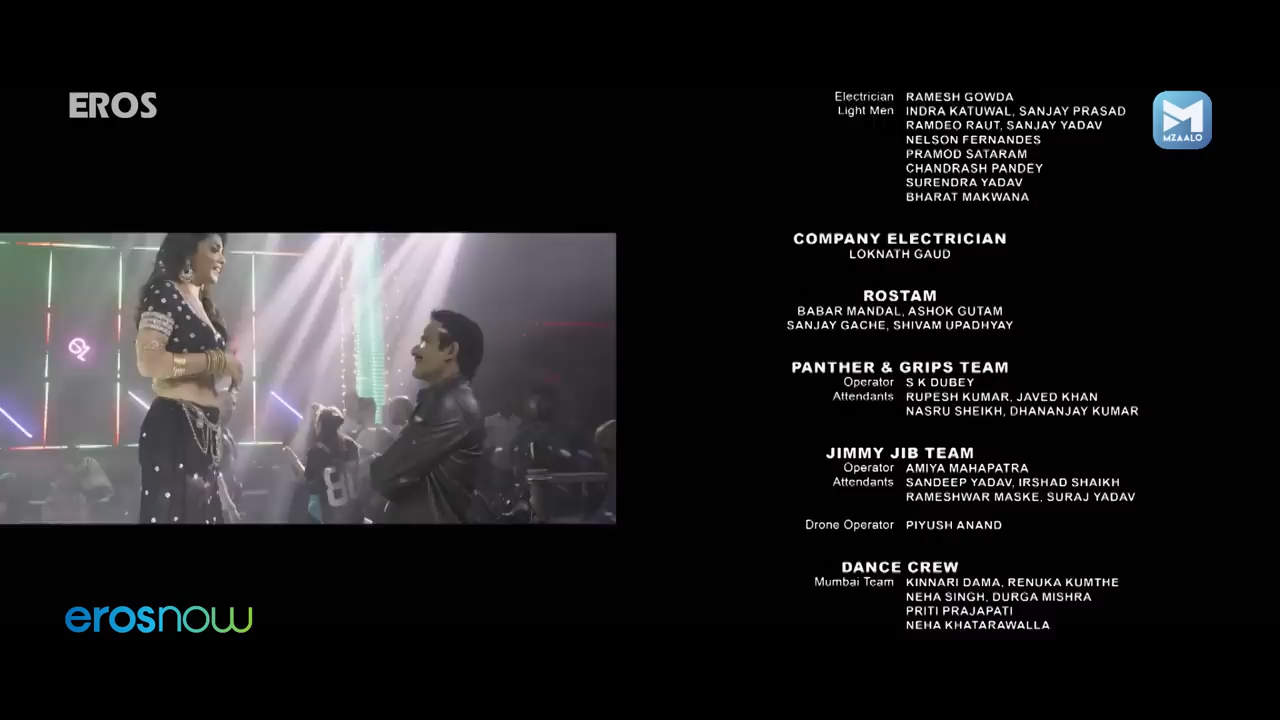 EROS
MZAALO
Electrician RAMESH GOWDA
Light Men INDRA KATUWAL, SANJAY PRASAD
RAMDEO RAUT, SANJAY YADAV
NELSON FERNANDES
PRAMOD SATARAM
CHANDRASH PANDEY
SURENDRA YADAV
BHARAT MAKWANA
COMPANY ELECTRICIAN
LOKNATH GAUD
ROSTAM
BABAR MANDAL, ASHOK GUTAM
SANJAY GACHE, SHIVAM UPADHYAY
PANTHER & GRIPS TEAM
Operator S K DUBEY
Attendants RUPESH KUMAR, JAVED KHAN
NASRU SHEIKH, DHANANJAY KUMAR
JIMMY JIB TEAM
Operator AMIYA MAHAPATRA
Attendants SANDEEP YADAV, IRSHAD SHAIKH
RAMESHWAR MASKE, SURAJ YADAV
Drone Operator PIYUSH ANAND
DANCE CREW
Mumbai Team KINNARI DAMA, RENUKA KUMTHE
NEHA SINGH, DURGA MISHRA
PRITI PRAJAPATI
NEHA KHATARAWALLA
80
erosnow